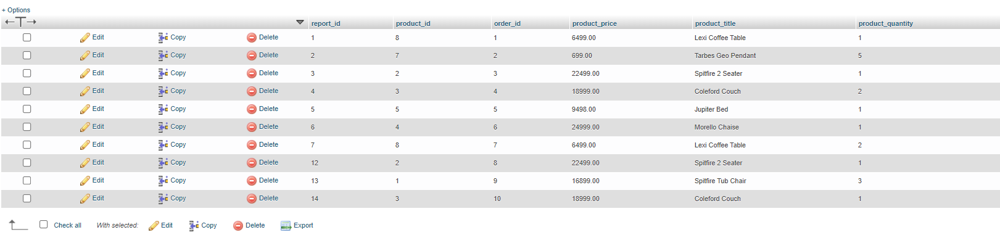 + Options
report_id product_id order_id product_price product_title product_quantity
Edit Copy Delete 1 8 1 6499.00 Lexi Coffee Table 1
Edit Copy Delete 2 7 2 699.00 Tarbes Geo Pendant 5
Edit Copy Delete 3 2 3 22499.00 Spitfire 2 Seater 1
Edit Copy Delete 4 3 4 18999.00 Coleford Couch 2
Edit Copy Delete 5 5 5 9498.00 Jupiter Bed 1
Edit Copy Delete 6 4 6 24999.00 Morello Chaise 1
Edit Copy Delete 7 8 7 6499.00 Lexi Coffee Table 2
Edit Copy Delete 12 2 8 22499.00 Spitfire 2 Seater 1
Edit Copy Delete 13 1 9 16899.00 Spitfire Tub Chair 3
Edit Copy Delete 14 3 10 18999.00 Coleford Couch 1
Check all With selected: Edit Copy Delete Export